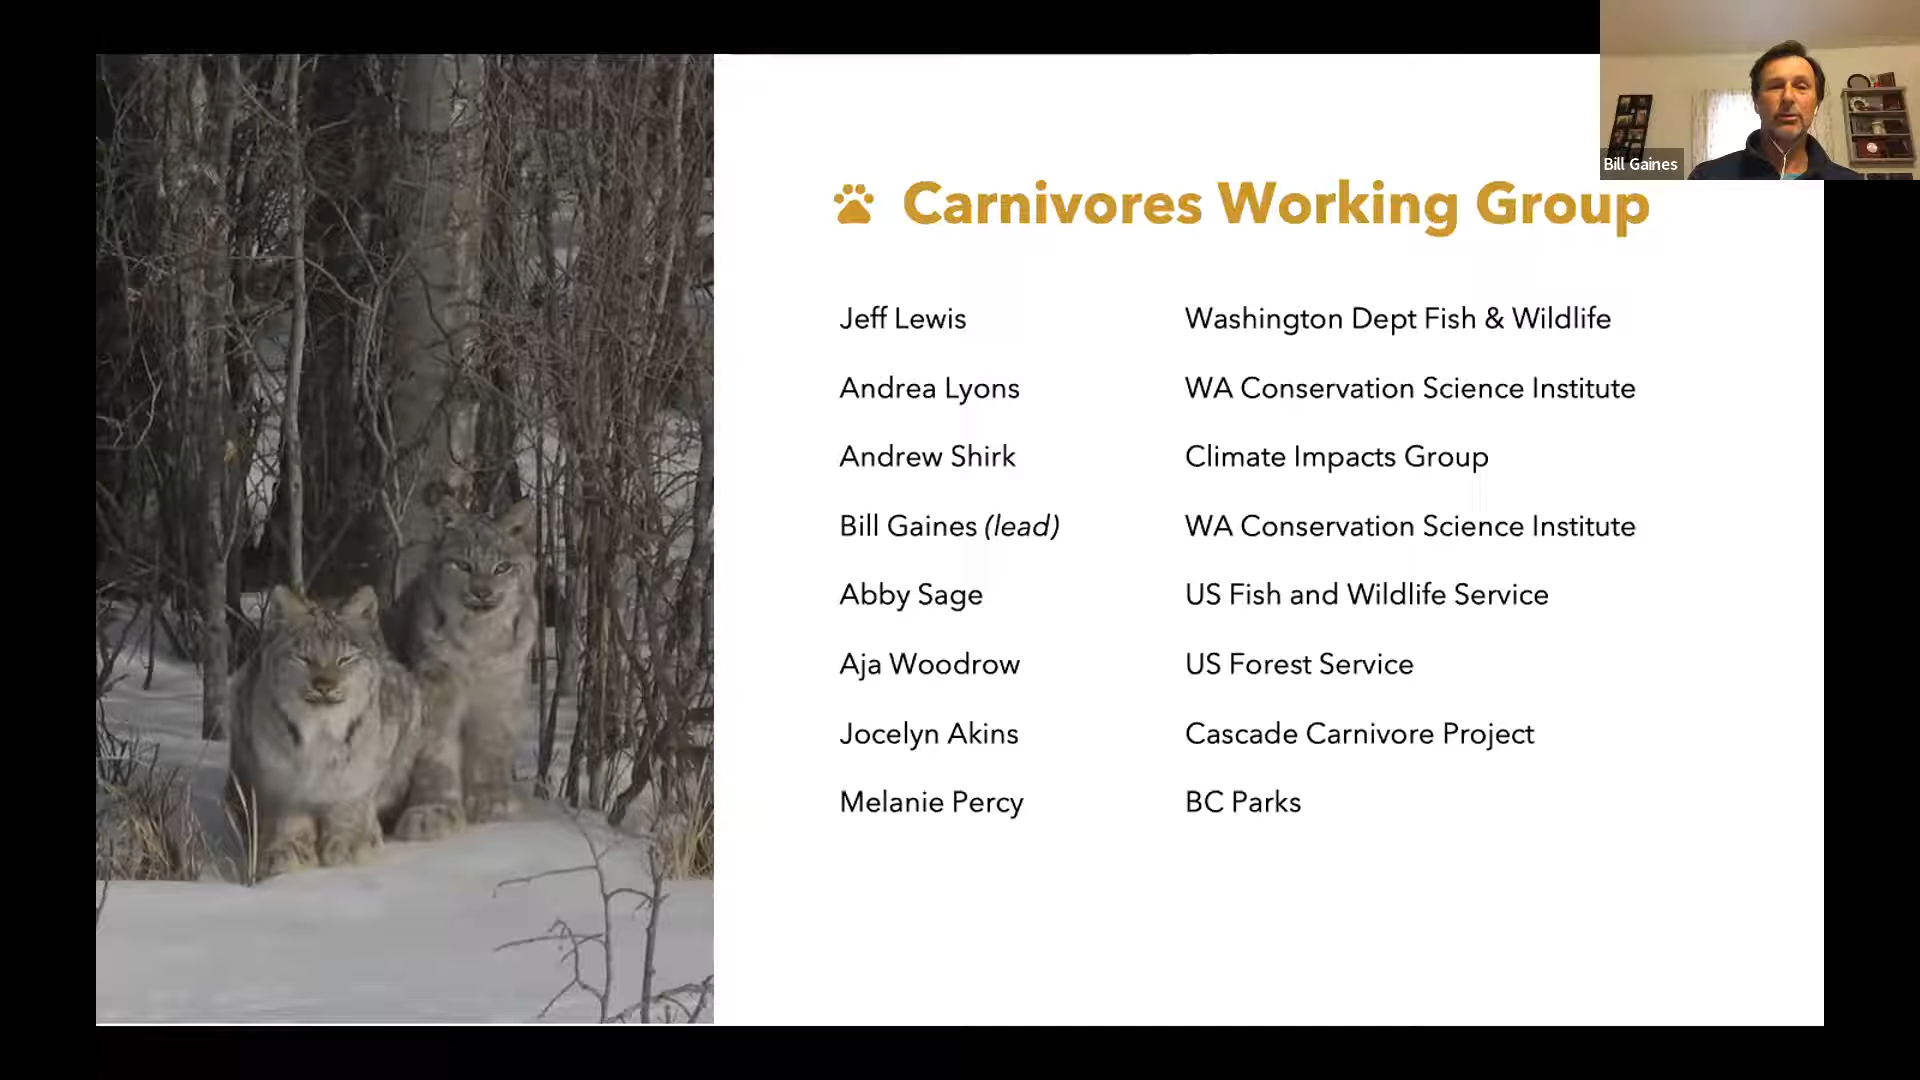 Bill Gaines
Carnivores Working Group
Jeff Lewis Washington Dept Fish & Wildlife
Andrea Lyons WA Conservation Science Institute
Andrew Shirk Climate Impacts Group
Bill Gaines (lead) WA Conservation Science Institute
Abby Sage US Fish and Wildlife Service
Aja Woodrow US Forest Service
Jocelyn Akins Cascade Carnivore Project
Melanie Percy BC Parks